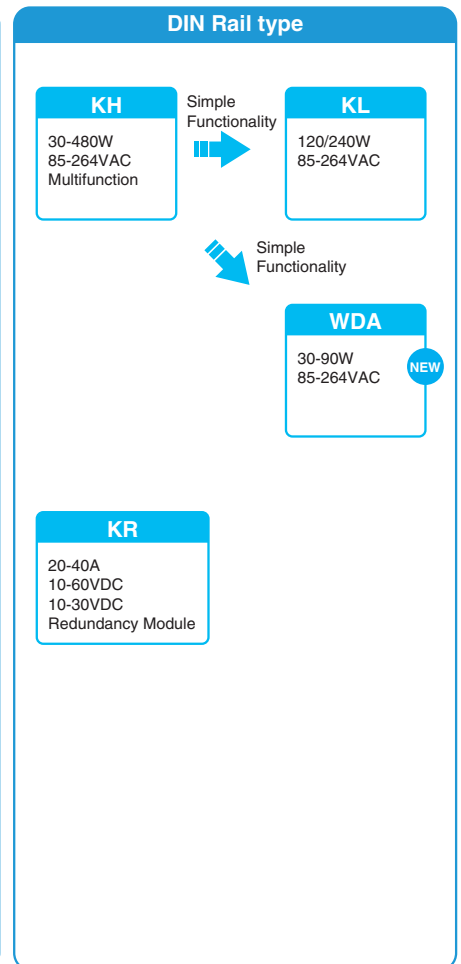 DIN Rail type
KH
30-480W
85-264VAC
Multifunction
Simple
Functionality
KL
120/240W
85-264VAC
Simple
Functionality
WDA
30-90W
85-264VAC
NEW
KR
20-40A
10-60VDC
10-30VDC
Redundancy Module